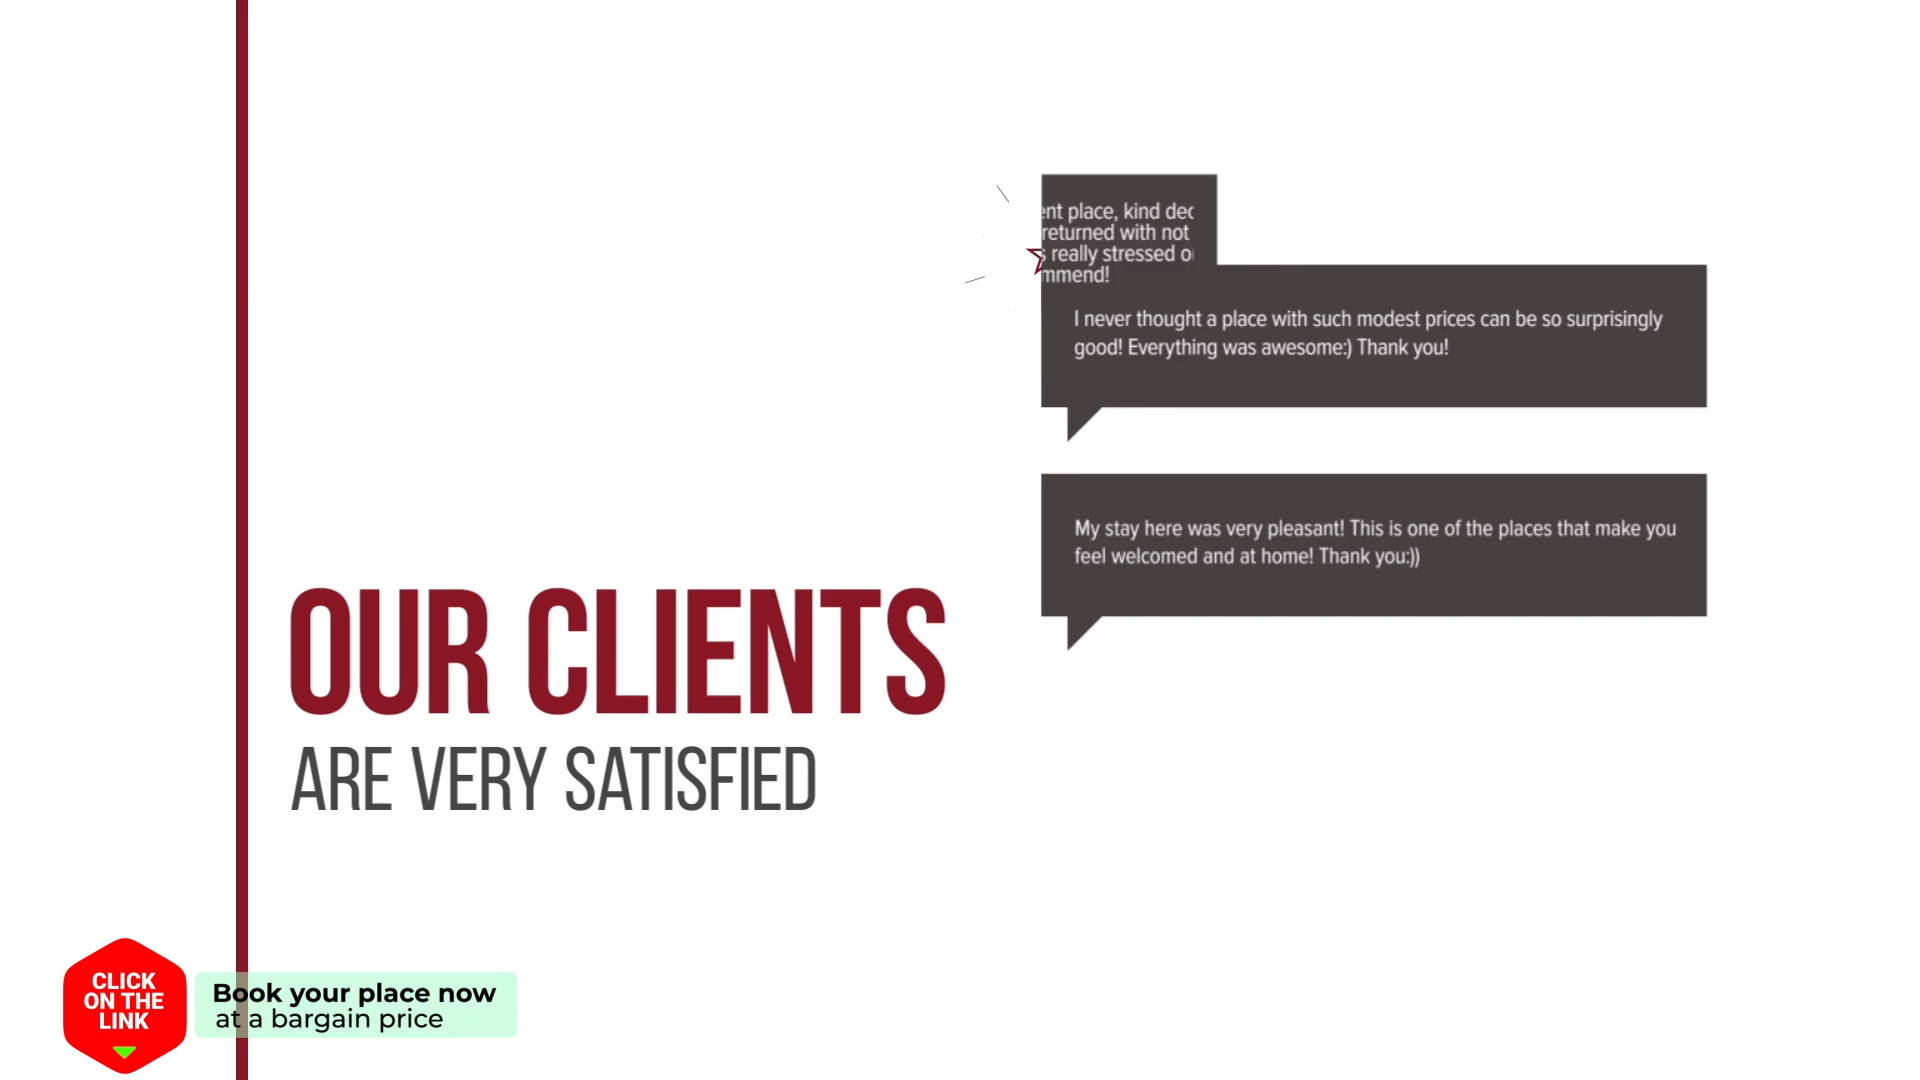 place, kind
returned with not
really stressed
I never thought a place with such modest prices can be so surprisingly
good! Everything was awesome:) Thank you!
My stay here was very pleasant! This is one of the places that make you
feel welcomed and at home! Thank you:))
OUR CLIENTS
ARE VERY SATISFIED
CLICK
ON THE
LINK
Book your place now
at a bargain price